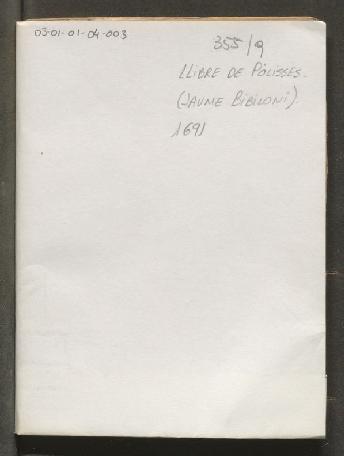 03-01-01-04-003
355/9
LLIBRE DE PÒLISSES.
(JAUME BIBILONI)
1691